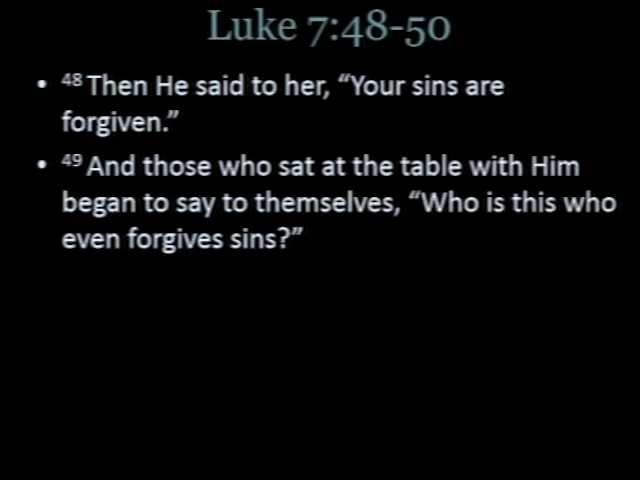 Luke 7:48-50
• 48 Then He said to her, “Your sins are
forgiven.”
• 49 And those who sat at the table with Him
began to say to themselves, “Who is this who
even forgives sins?”